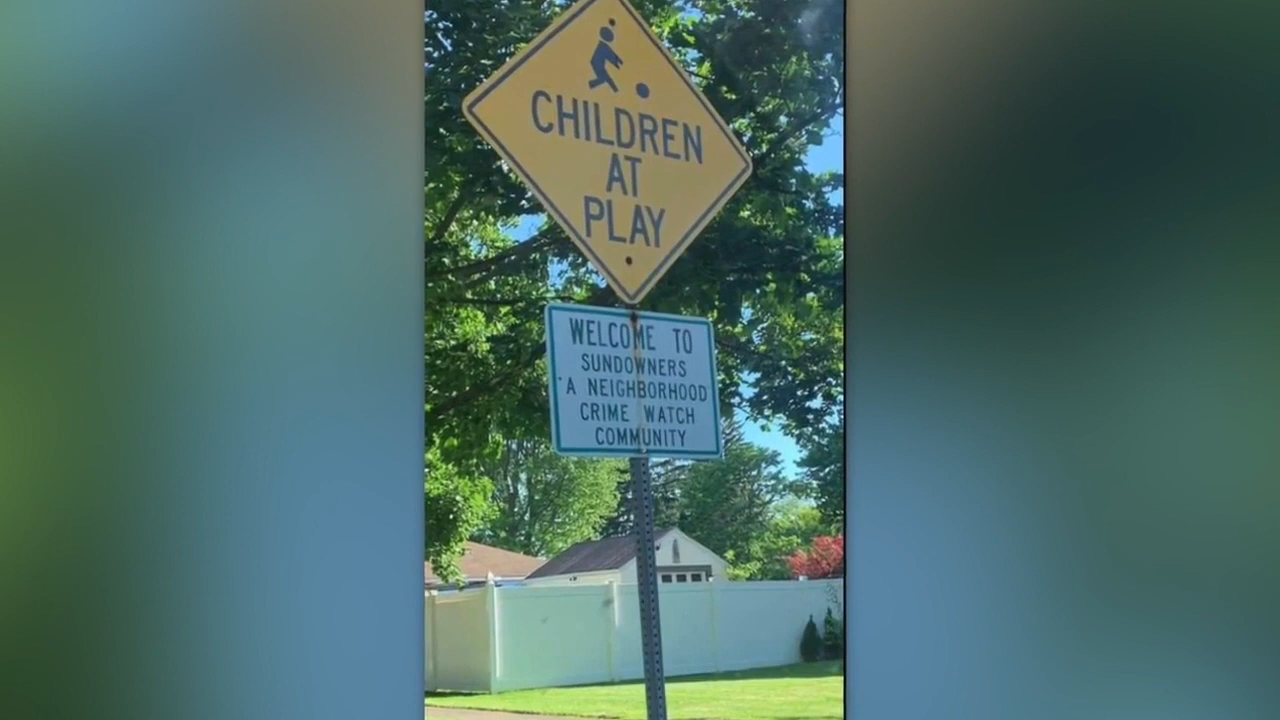 CHILDREN
AT
PLAY
WELCOME TO
SUNDOWNERS
A NEIGHBORHOOD
CRIME WATCH
COMMUNITY